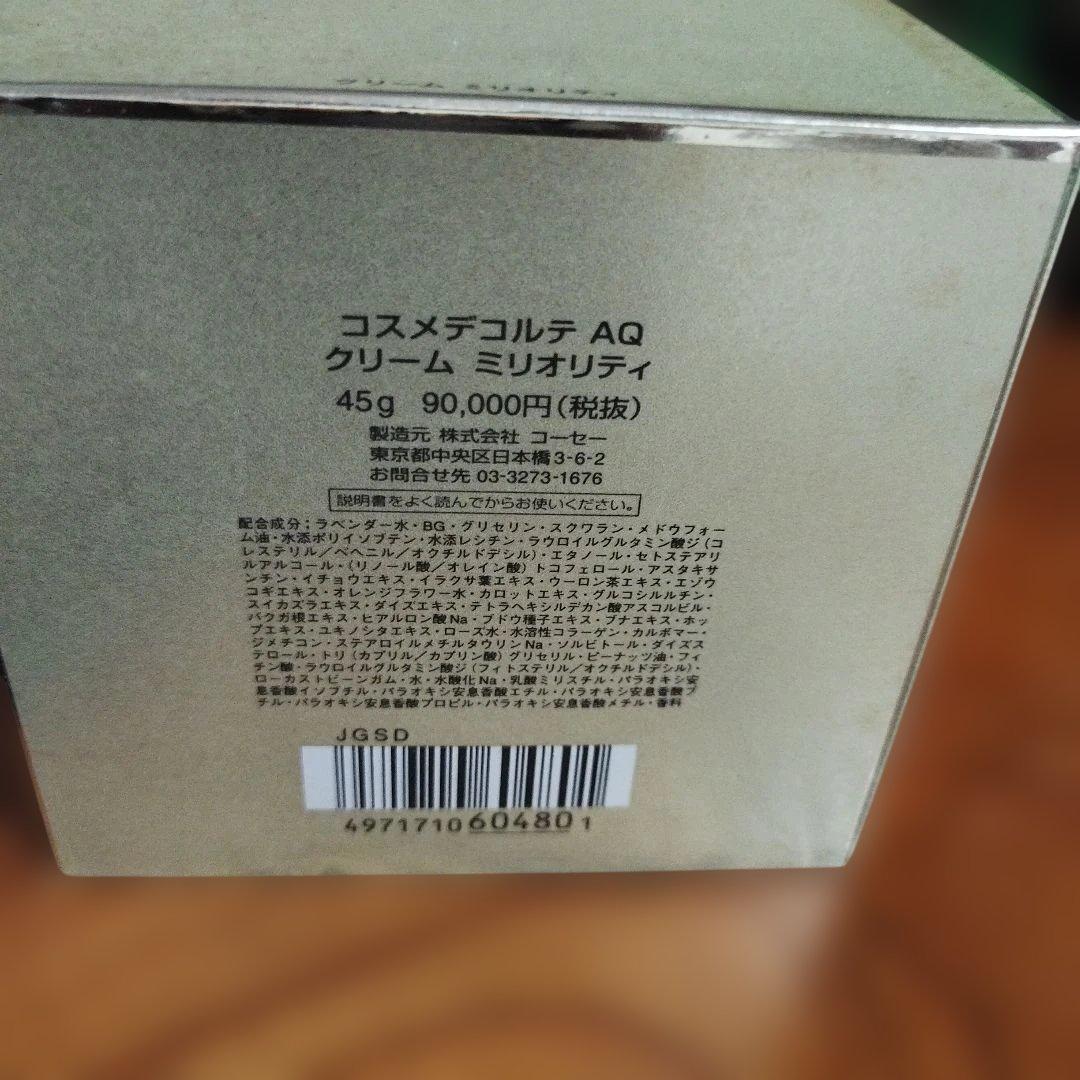 クリーム ミリオリティ
コスメデコルテ AQ
クリーム ミリオリティ
45g 90,000円(税抜)
製造元 株式会社 コーセー
東京都中央区日本橋3-6-2
お問合せ先 03-3273-1676
説明書をよく読んでからお使いください。
配合成分:ラベンダー水・BG・グリセリン・スクワラン・メドウフォー
ム油・水添ポリイソブテン・水添レシチン・ラウロイルグルタミン酸ジ(コ
レステリル/ベヘニル/オクチルドデシル)・エタノール・セトステアリ
ルアルコール・(リノール酸/オレイン酸)トコフェロール・アスタキサ
ンチン・イチョウエキス・イラクサ葉エキス・ウーロン茶エキス・エゾウ
コギエキス・オレンジフラワー水・カロットエキス・グルコシルルチン・
スイカズラエキス・ダイズエキス・テトラヘキシルデカン酸アスコルビル・
バクガ根エキス・ヒアルロン酸Na・ブドウ種子エキス・ブナエキス・ホッ
プエキス・ユキノシタエキス・ローズ水・水溶性コラーゲン・カルボマー・
ジメチコン・ステアロイルメチルタウリンNa・ソルビトール・ダイズス
テロール・トリ(カプリル/カプリン酸)グリセリル・ピーナッツ油・フィ
チン酸・ラウロイルグルタミン酸ジ(フィトステリル/オクチルドデシル)・
ローカストビーンガム・水・水酸化Na・乳酸ミリスチル・パラオキシ安
息香酸イソブチル・パラオキシ安息香酸エチル・パラオキシ安息香酸ブ
チル・パラオキシ安息香酸プロピル・パラオキシ安息香酸メチル・香料
JGSD
4971710604801